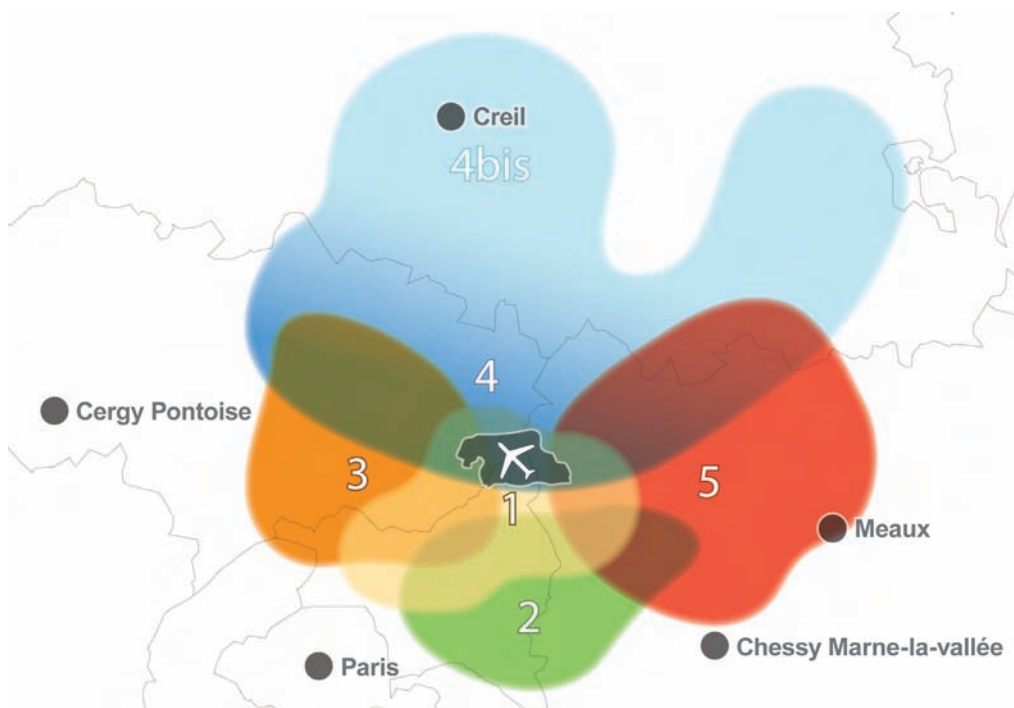 Creil
4bis
4
Cergy Pontoise
3
5
1
Meaux
2
Chessy Marne-la-vallée
Paris